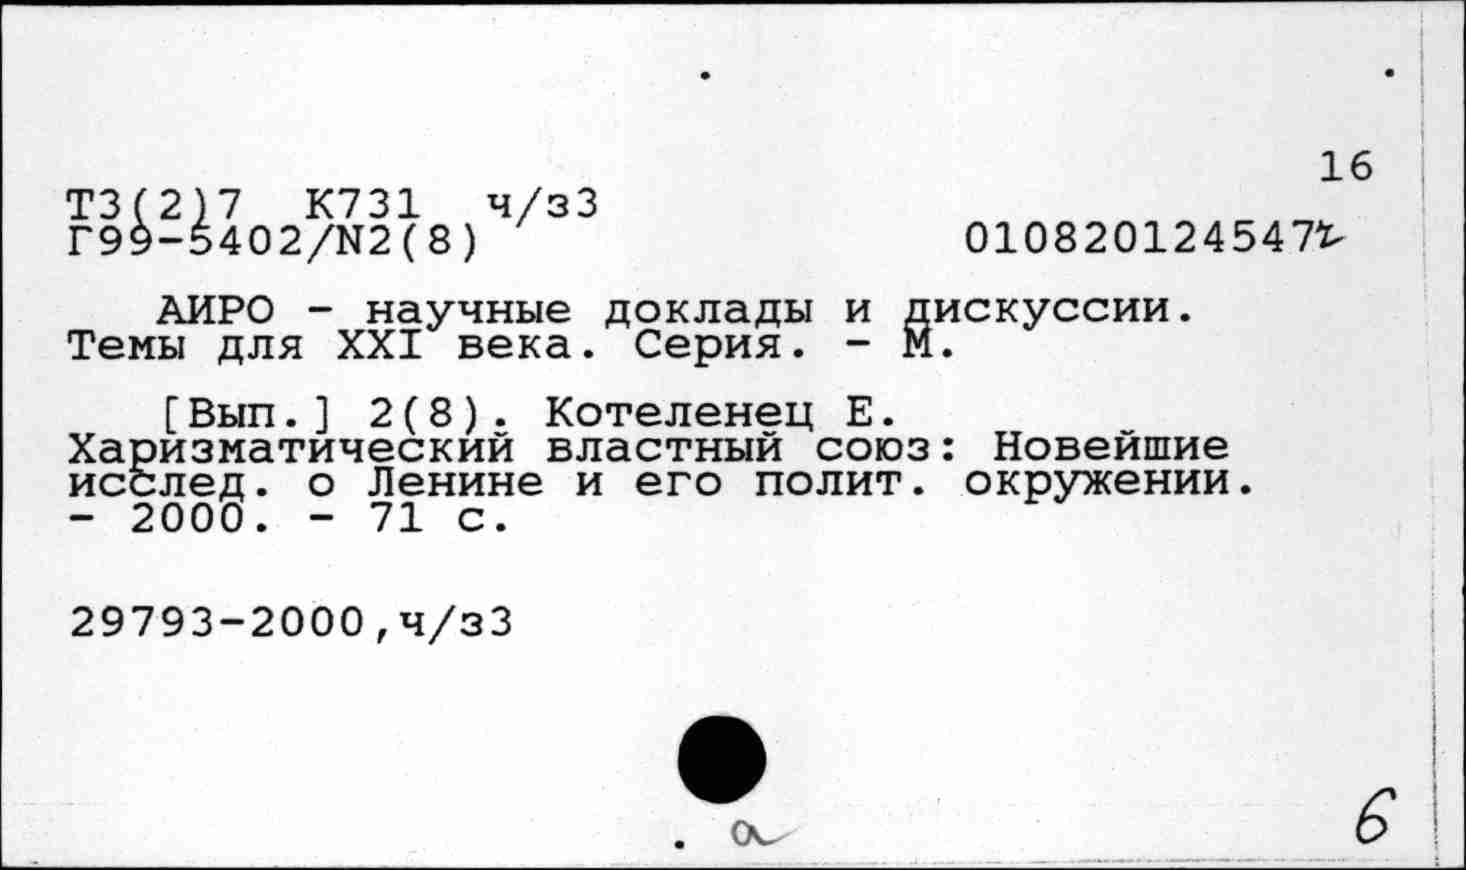 16
Т3(2)7 К731 ч/з3
Г99-5402/N2(8)
010820124547
АИРО - научные доклады и дискуссии.
Темы для XXI века. Серия. - М.
[Вып.] 2(8). Котеленец Е.
Харизматический властный союз: Новейшие
исслед. о Ленине и его полит. окружении.
- 2000. - 71 с.
29793-2000,ч/з3
6